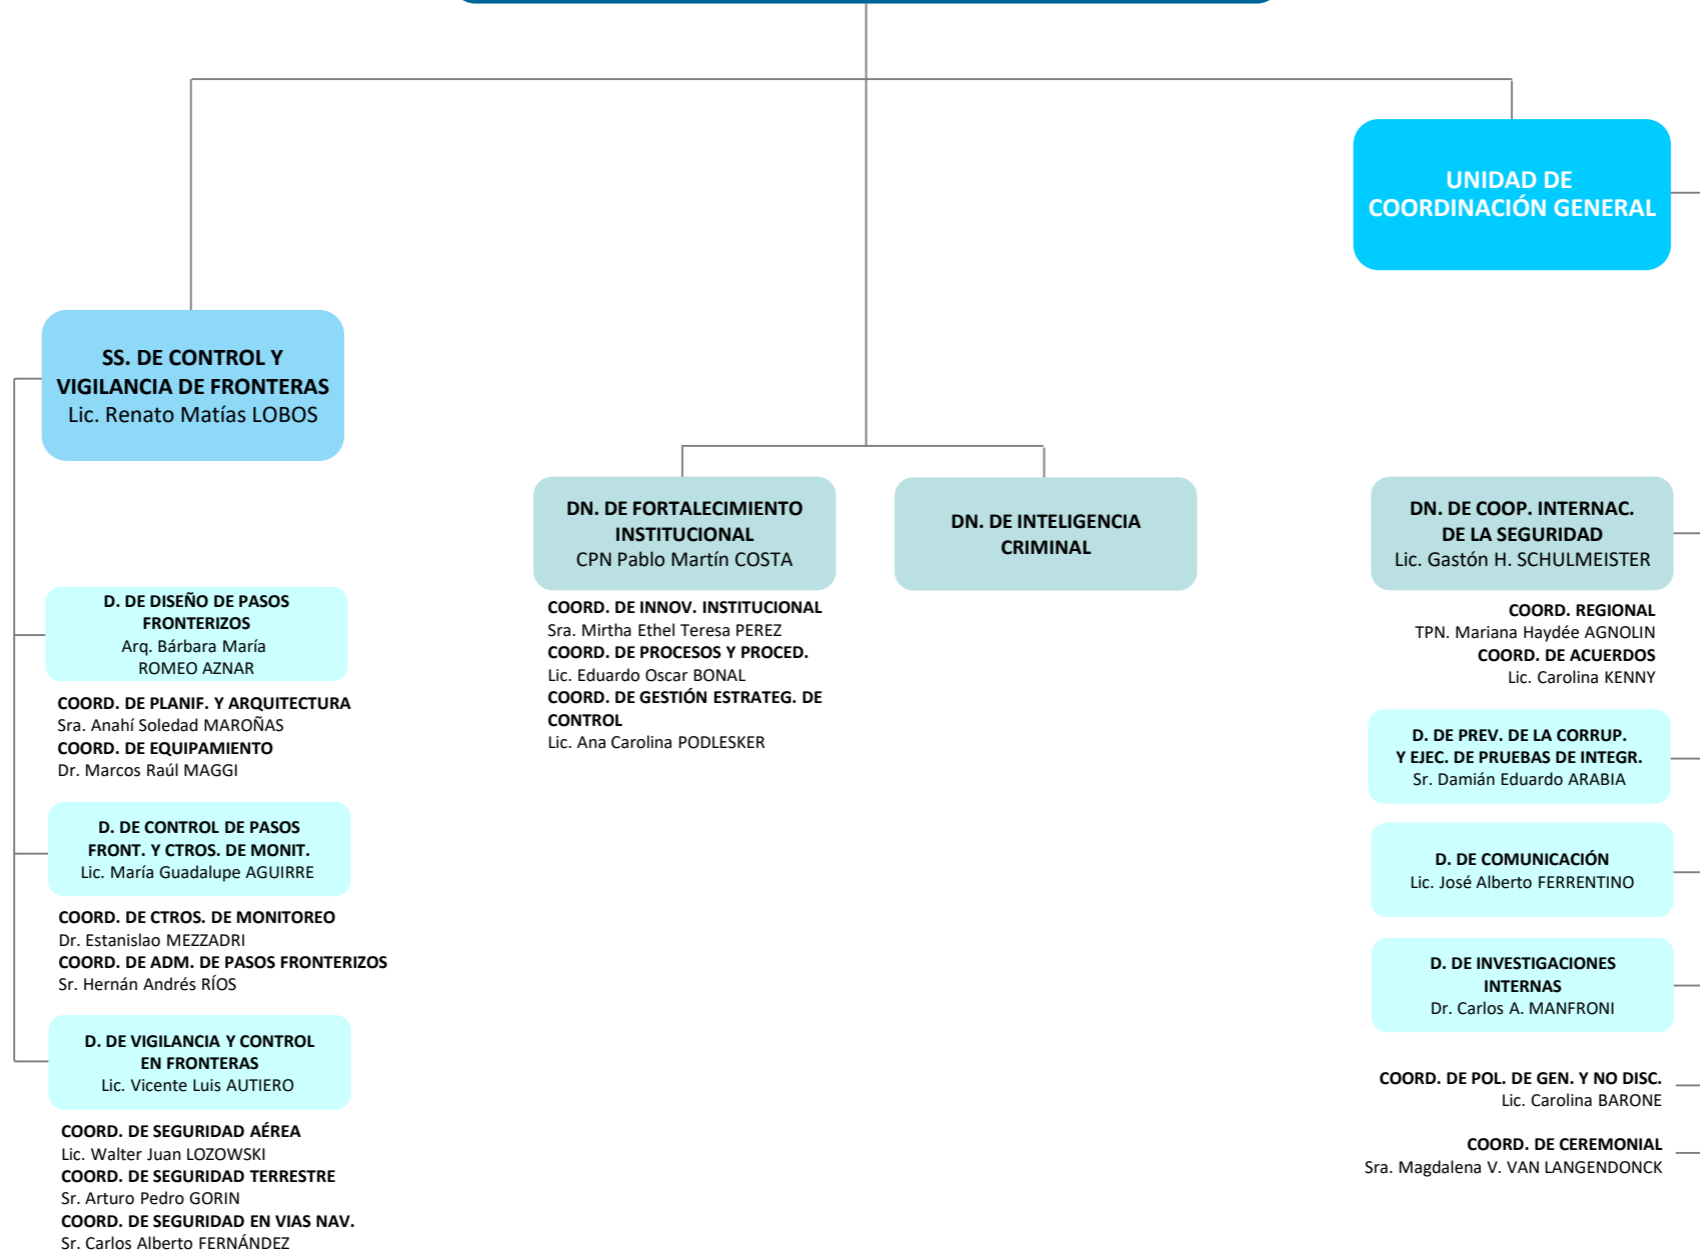 UNIDAD DE
COORDINACIÓN GENERAL
SS. DE CONTROL Y
VIGILANCIA DE FRONTERAS
Lic. Renato Matías LOBOS
D. DE DISEÑO DE PASOS
FRONTERIZOS
Arq. Bárbara María
ROMEO AZNAR
COORD. DE PLANIF. Y ARQUITECTURA
Sra. Anahí Soledad MAROÑAS
COORD. DE EQUIPAMIENTO
Dr. Marcos Raúl MAGGI
D. DE CONTROL DE PASOS
FRONT. Y CTROS. DE MONIT.
Lic. María Guadalupe AGUIRRE
COORD. DE CTROS. DE MONITOREO
Dr. Estanislao MEZZADRI
COORD. DE ADM. DE PASOS FRONTERIZOS
Sr. Hernán Andrés RÍOS
D. DE VIGILANCIA Y CONTROL
EN FRONTERAS
Lic. Vicente Luis AUTIERO
COORD. DE SEGURIDAD AÉREA
Lic. Walter Juan LOZOWSKI
COORD. DE SEGURIDAD TERRESTRE
Sr. Arturo Pedro GORIN
COORD. DE SEGURIDAD EN VIAS NAV.
Sr. Carlos Alberto FERNÁNDEZ
DN. DE FORTALECIMIENTO
INSTITUCIONAL
CPN Pablo Martín COSTA
COORD. DE INNOV. INSTITUCIONAL
Sra. Mirtha Ethel Teresa PEREZ
COORD. DE PROCESOS Y PROCED.
Lic. Eduardo Oscar BONAL
COORD. DE GESTIÓN ESTRATEG. DE
CONTROL
Lic. Ana Carolina PODLESKER
DN. DE INTELIGENCIA
CRIMINAL
DN. DE COOP. INTERNAC.
DE LA SEGURIDAD
Lic. Gastón H. SCHULMEISTER
COORD. REGIONAL
TPN. Mariana Haydée AGNOLIN
COORD. DE ACUERDOS
Lic. Carolina KENNY
D. DE PREV. DE LA CORRUP.
Y EJEC. DE PRUEBAS DE INTEGR.
Sr. Damián Eduardo ARABIA
D. DE COMUNICACIÓN
Lic. José Alberto FERRENTINO
D. DE INVESTIGACIONES
INTERNAS
Dr. Carlos A. MANFRONI
COORD. DE POL. DE GEN. Y NO DISC.
Lic. Carolina BARONE
COORD. DE CEREMONIAL
Sra. Magdalena V. VAN LANGENDONCK